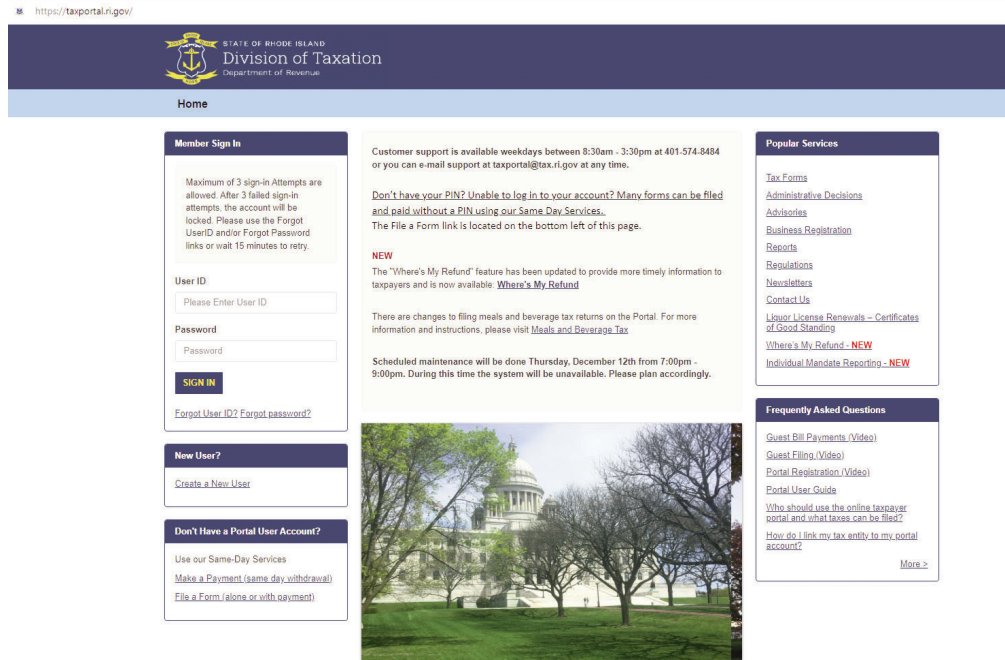 https://taxportal.ri.gov/
STATE OF RHODE ISLAND
Division of Taxation
Department of Revenue
Home
Member Sign In
Maximum of 3 sign-in Attempts are
allowed. After 3 failed sign-in
attempts, the account will be
locked. Please use the Forgot
UserID and/or Forgot Password
links or wait 15 minutes to retry.
User ID
Please Enter User ID
Password
Password
SIGN IN
Forgot User ID? Forgot password?
New User?
Create a New User
Don't Have a Portal User Account?
Use our Same-Day Services
Make a Payment (same day withdrawal)
File a Form (alone or with payment)
Customer support is available weekdays between 8:30am - 3:30pm at 401-574-8484
or you can e-mail support at taxportal@tax.ri.gov at any time.
Don't have your PIN? Unable to log in to your account? Many forms can be filed
and paid without a PIN using our Same Day Services.
The File a Form link is located on the bottom left of this page.
NEW
The "Where's My Refund" feature has been updated to provide more timely information to
taxpayers and is now available: Where's My Refund
There are changes to filing meals and beverage tax returns on the Portal. For more
information and instructions, please visit Meals and Beverage Tax
Scheduled maintenance will be done Thursday, December 12th from 7:00pm -
9:00pm. During this time the system will be unavailable. Please plan accordingly.
Popular Services
Tax Forms
Administrative Decisions
Advisories
Business Registration
Reports
Regulations
Newsletters
Contact Us
Liquor License Renewals – Certificates
of Good Standing
Where's My Refund - NEW
Individual Mandate Reporting - NEW
Frequently Asked Questions
Guest Bill Payments (Video)
Guest Filing (Video)
Portal Registration (Video)
Portal User Guide
Who should use the online taxpayer
portal and what taxes can be filed?
How do I link my tax entity to my portal
account?
More >